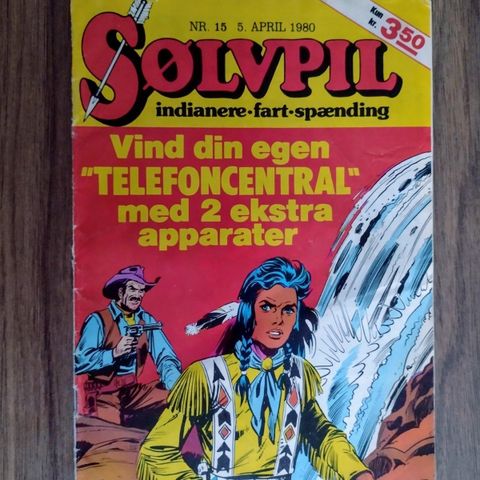 NR. 15 5. APRIL 1980
Kun
kr. 3.50
SØLVPIL
indianere·fart·spænding
Vind din egen
"TELEFONCENTRAL"
med 2 ekstra
apparater